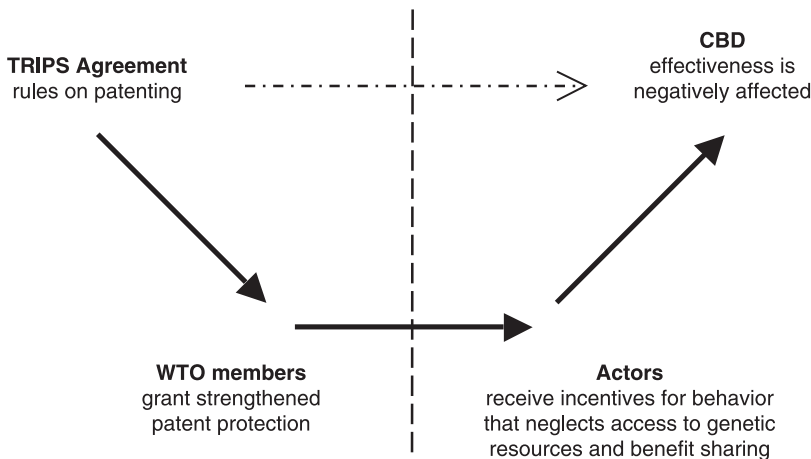 TRIPS Agreement
rules on patenting
CBD
effectiveness is
negatively affected
WTO members
grant strengthened
patent protection
Actors
receive incentives for behavior
that neglects access to genetic
resources and benefit sharing